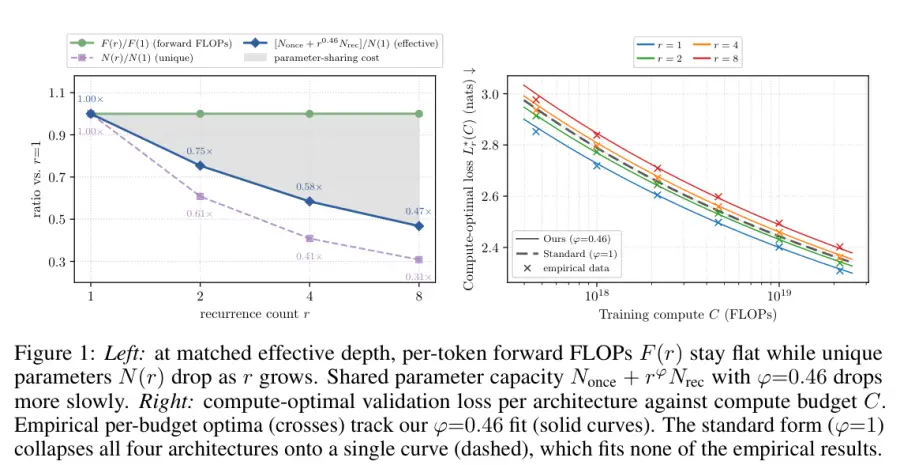 F(r)/F(1) (forward FLOPs)
N(r)/N(1) (unique)
[N_once + r^0.46 N_rec]/N(1) (effective)
parameter-sharing cost
1.1
0.9
0.7
0.5
0.3
ratio vs. r=1
1.00×
1.00×
0.75×
0.61×
0.58×
0.41×
0.47×
0.31×
1
2
4
8
recurrence count r
r = 1
r = 2
r = 4
r = 8
Compute-optimal loss L*_r(C) (nats) ↓
3.0
2.8
2.6
2.4
Ours (φ=0.46)
Standard (φ=1)
empirical data
10^18
10^19
Training compute C (FLOPs)
Figure 1: Left: at matched effective depth, per-token forward FLOPs F(r) stay flat while unique
parameters N(r) drop as r grows. Shared parameter capacity N_once + r^φ N_rec with φ=0.46 drops
more slowly. Right: compute-optimal validation loss per architecture against compute budget C.
Empirical per-budget optima (crosses) track our φ=0.46 fit (solid curves). The standard form (φ=1)
collapses all four architectures onto a single curve (dashed), which fits none of the empirical results.